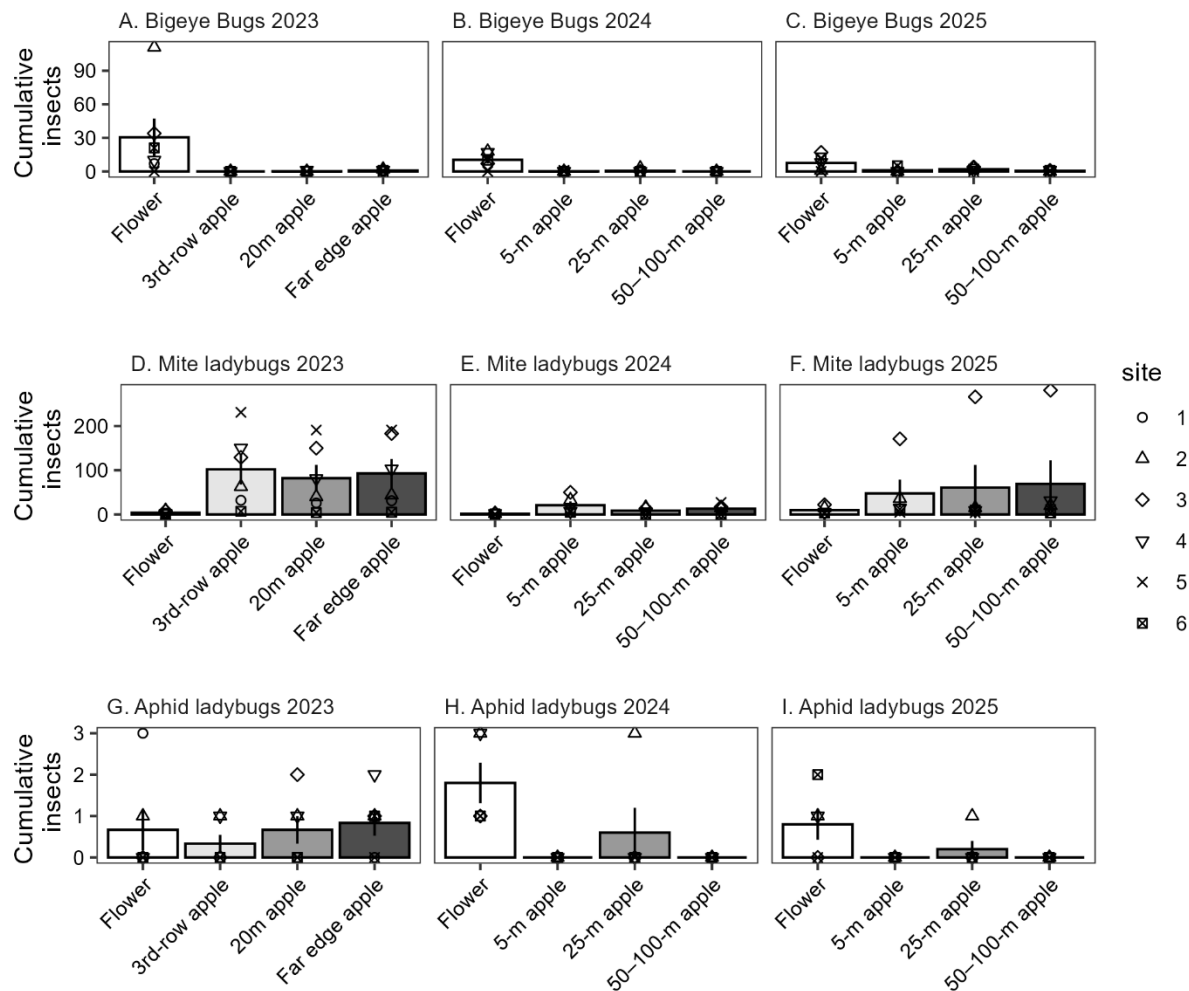 A. Bigeye Bugs 2023
B. Bigeye Bugs 2024
C. Bigeye Bugs 2025
Cumulative
insects
90
60
30
0
Flower
3rd-row apple
20m apple
Far edge apple
Flower
5-m apple
25-m apple
50–100-m apple
Flower
5-m apple
25-m apple
50–100-m apple
D. Mite ladybugs 2023
E. Mite ladybugs 2024
F. Mite ladybugs 2025
Cumulative
insects
200
100
0
Flower
3rd-row apple
20m apple
Far edge apple
Flower
5-m apple
25-m apple
50–100-m apple
Flower
5-m apple
25-m apple
50–100-m apple
site
1
2
3
4
5
6
G. Aphid ladybugs 2023
H. Aphid ladybugs 2024
I. Aphid ladybugs 2025
Cumulative
insects
3
2
1
0
Flower
3rd-row apple
20m apple
Far edge apple
Flower
5-m apple
25-m apple
50–100-m apple
Flower
5-m apple
25-m apple
50–100-m apple